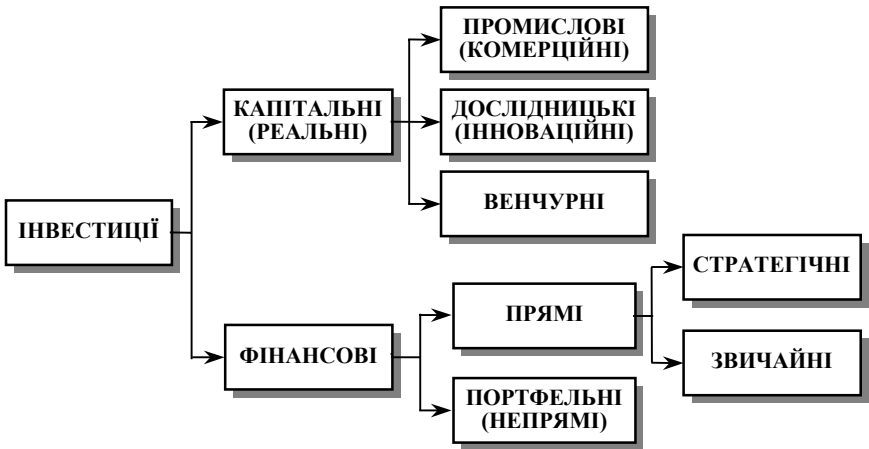 ПРОМИСЛОВІ
(КОМЕРЦІЙНІ)
КАПІТАЛЬНІ
(РЕАЛЬНІ)
ДОСЛІДНИЦЬКІ
(ІННОВАЦІЙНІ)
ВЕНЧУРНІ
ІНВЕСТИЦІЇ
СТРАТЕГІЧНІ
ПРЯМІ
ФІНАНСОВІ
ЗВИЧАЙНІ
ПОРТФЕЛЬНІ
(НЕПРЯМІ)